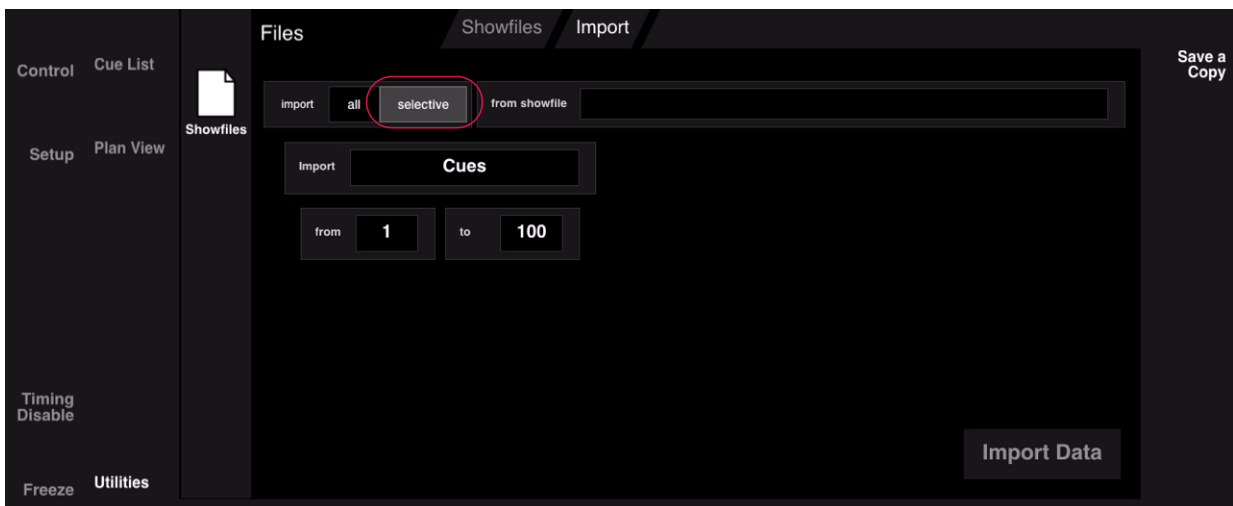 Files
Showfiles
Import
Control
Cue List
Save a
Copy
import
all
selective
from showfile
Showfiles
Setup
Plan View
Import
Cues
from
1
to
100
Timing
Disable
Import Data
Freeze
Utilities